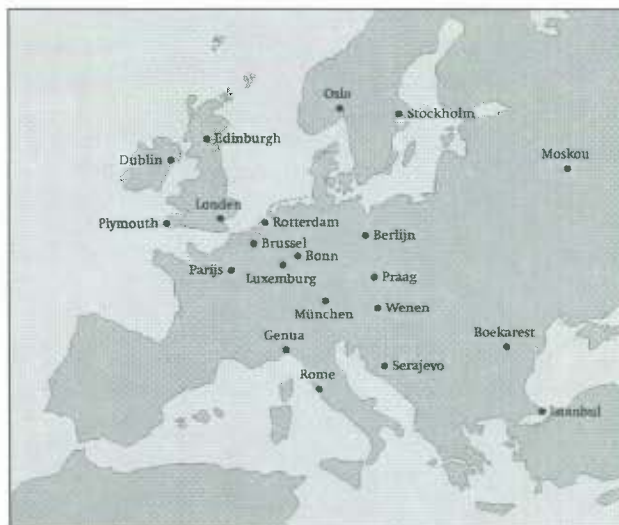 Oslo
Stockholm
Edinburgh
Dublin
Moskou
Londen
Plymouth
Rotterdam
Berlijn
Brussel
Bonn
Parijs
Luxemburg
Praag
München
Wenen
Genua
Boekarest
Serajevo
Rome
Istanbul